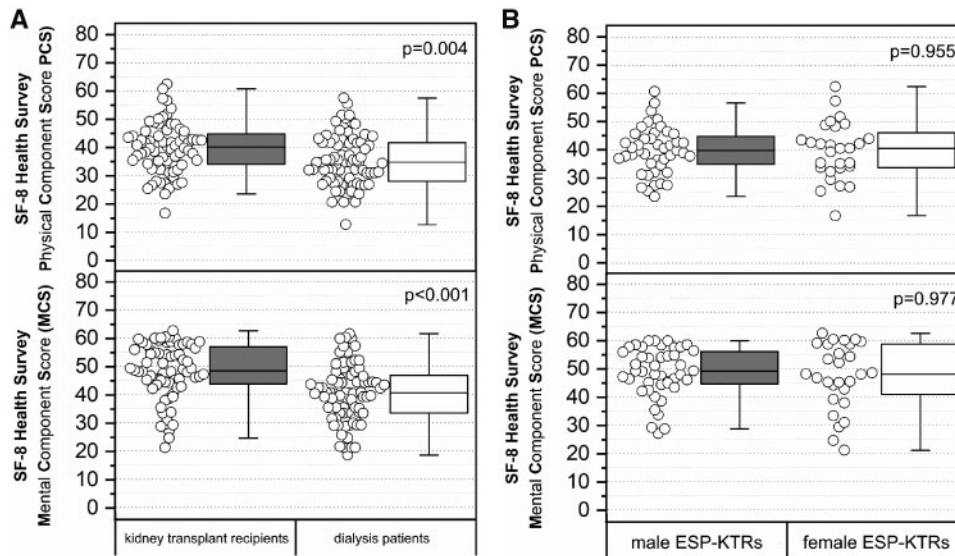 A
SF-8 Health Survey
Physical Component Score PCS)
80
70
60
50
40
30
20
10
0
p=0.004
SF-8 Health Survey
Mental Component Score (MCS)
80
70
60
50
40
30
20
10
0
p<0.001
kidney transplant recipients
dialysis patients
B
SF-8 Health Survey
Physical Component Score PCS)
80
70
60
50
40
30
20
10
0
p=0.955
SF-8 Health Survey
Mental Component Score (MCS)
80
70
60
50
40
30
20
10
0
p=0.977
male ESP-KTRs
female ESP-KTRs